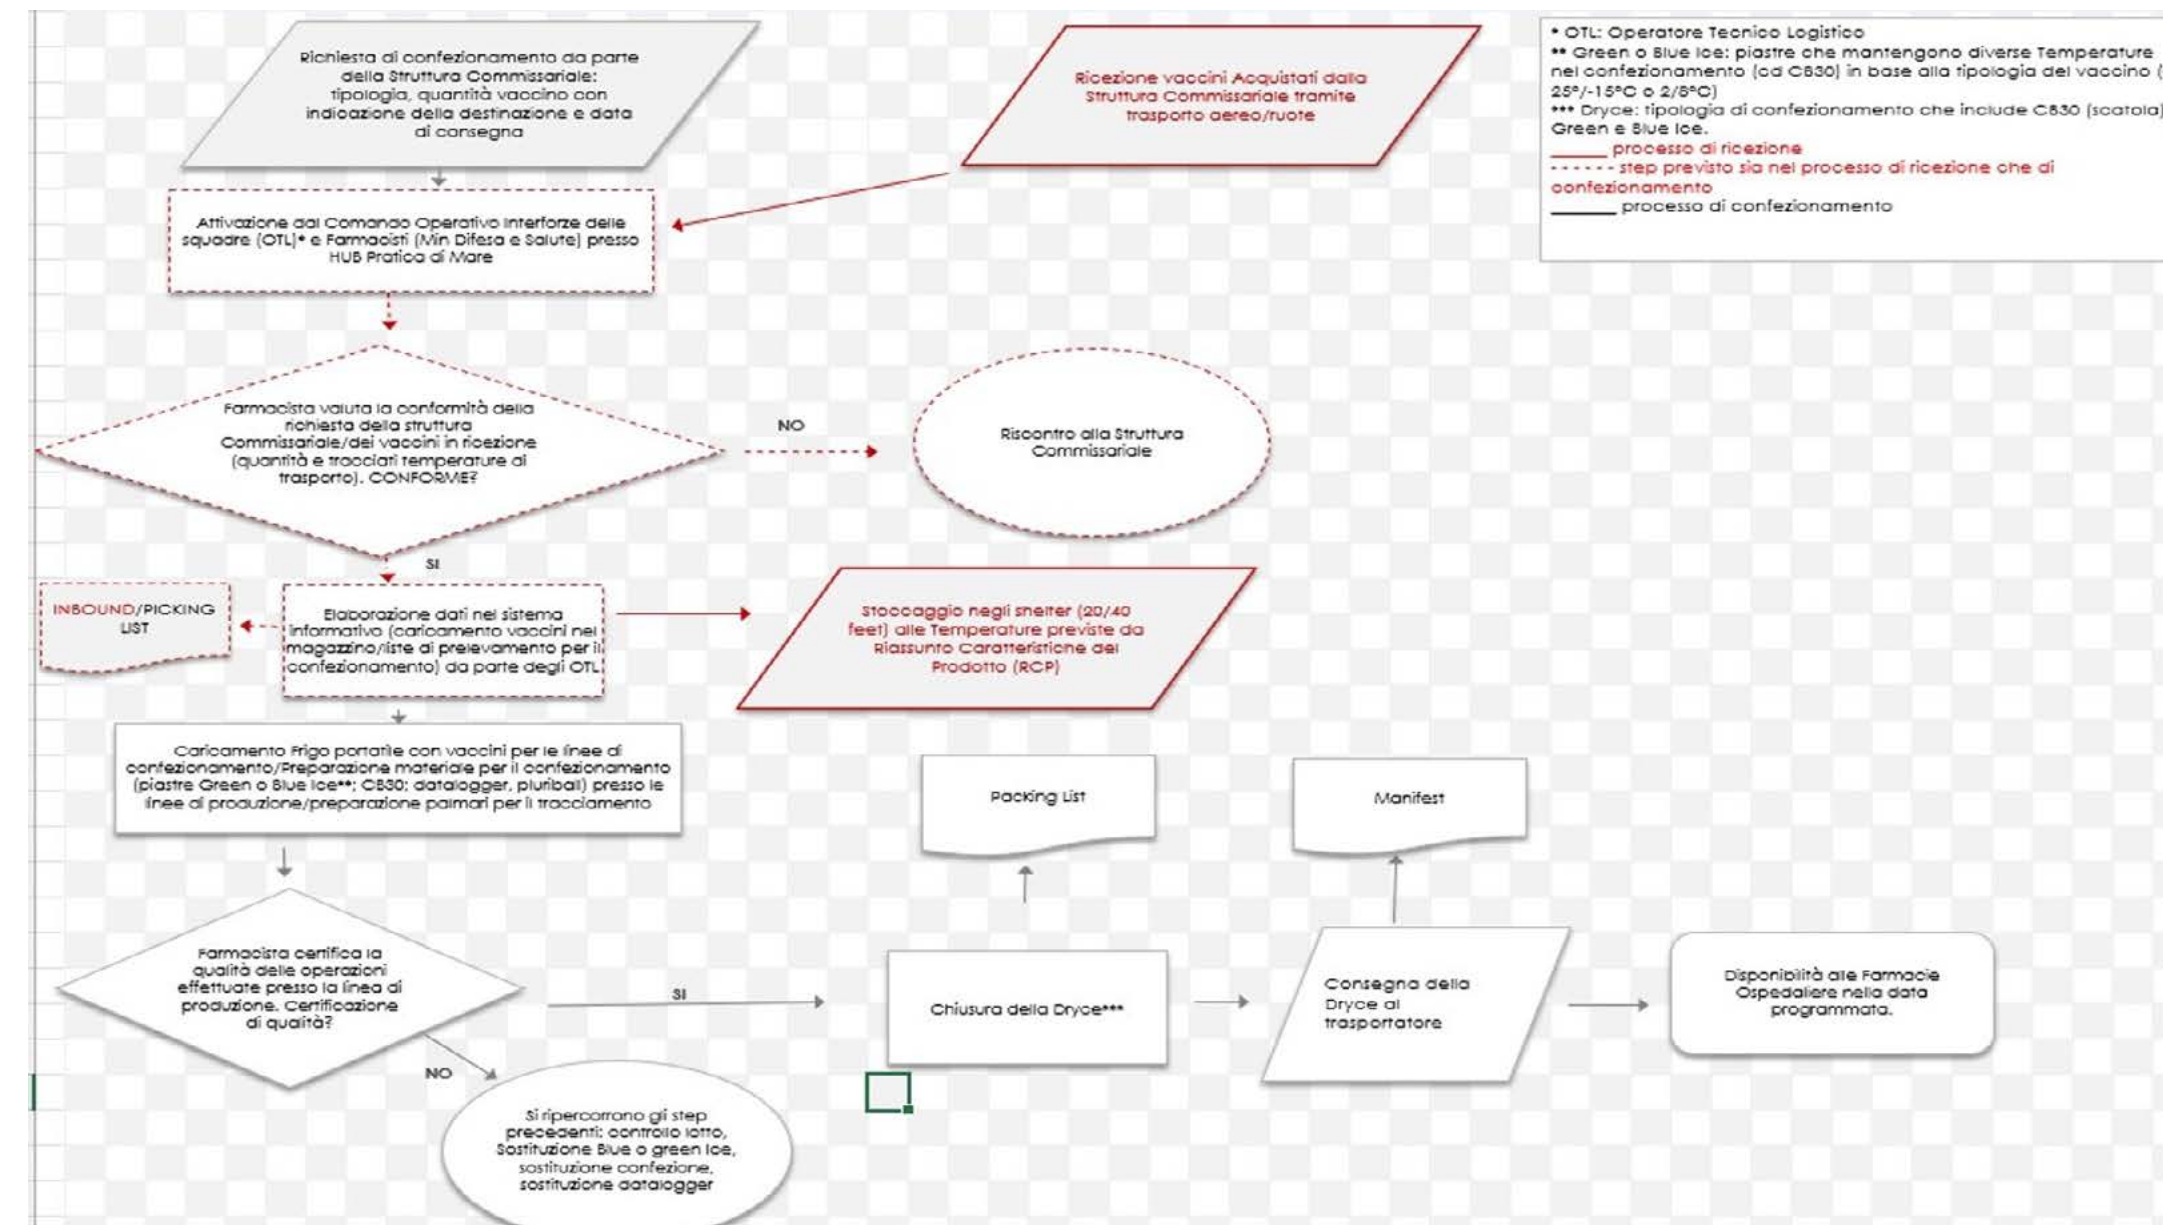 Richiesta di confezionamento da parte
della Struttura Commissariale:
tipologia, quantità vaccino con
indicazione della destinazione e data
di consegna
Ricezione vaccini Acquistati dalla
Struttura Commissariale tramite
trasporto aereo/ruote
* OTL: Operatore Tecnico Logistico
** Green o Blue Ice: piastre che mantengono diverse Temperature
nel confezionamento (cd CB30) in base alla tipologia del vaccino (
25°/-15°C o 2/8°C)
*** Dryce: tipologia di confezionamento che include CB30 (scatola)
Green e Blue Ice.
______ processo di ricezione
------ step previsto sia nel processo di ricezione che di
confezionamento
_______ processo di confezionamento
Attivazione dal Comando Operativo Interforze delle
squadre (OTL)* e Farmacisti (Min Difesa e Salute) presso
HUB Pratica di Mare
Farmacista valuta la conformità della
richiesta della struttura
Commissariale/dei vaccini in ricezione
(quantità e tracciati temperature di
trasporto). CONFORME?
NO
Riscontro alla Struttura
Commissariale
SI
INBOUND/PICKING
LIST
Elaborazione dati nel sistema
informativo (caricamento vaccini nel
magazzino/liste di prelevamento per il
confezionamento) da parte degli OTL
Stoccaggio negli shelter (20/40
feet) alle Temperature previste da
Riassunto Caratteristiche del
Prodotto (RCP)
Caricamento Frigo portatile con vaccini per le linee di
confezionamento/Preparazione materiale per il confezionamento
(piastre Green o Blue Ice**; CB30; datalogger, pluriball) presso le
linee di produzione/preparazione palmari per il tracciamento
Packing List
Manifest
Farmacista certifica la
qualità delle operazioni
effettuate presso la linea di
produzione. Certificazione
di qualità?
SI
Chiusura della Dryce***
Consegna della
Dryce al
trasportatore
Disponibilità alle Farmacie
Ospedaliere nella data
programmata.
NO
Si ripercorrono gli step
precedenti: controllo lotto,
Sostituzione Blue o green Ice,
sostituzione confezione,
sostituzione datalogger